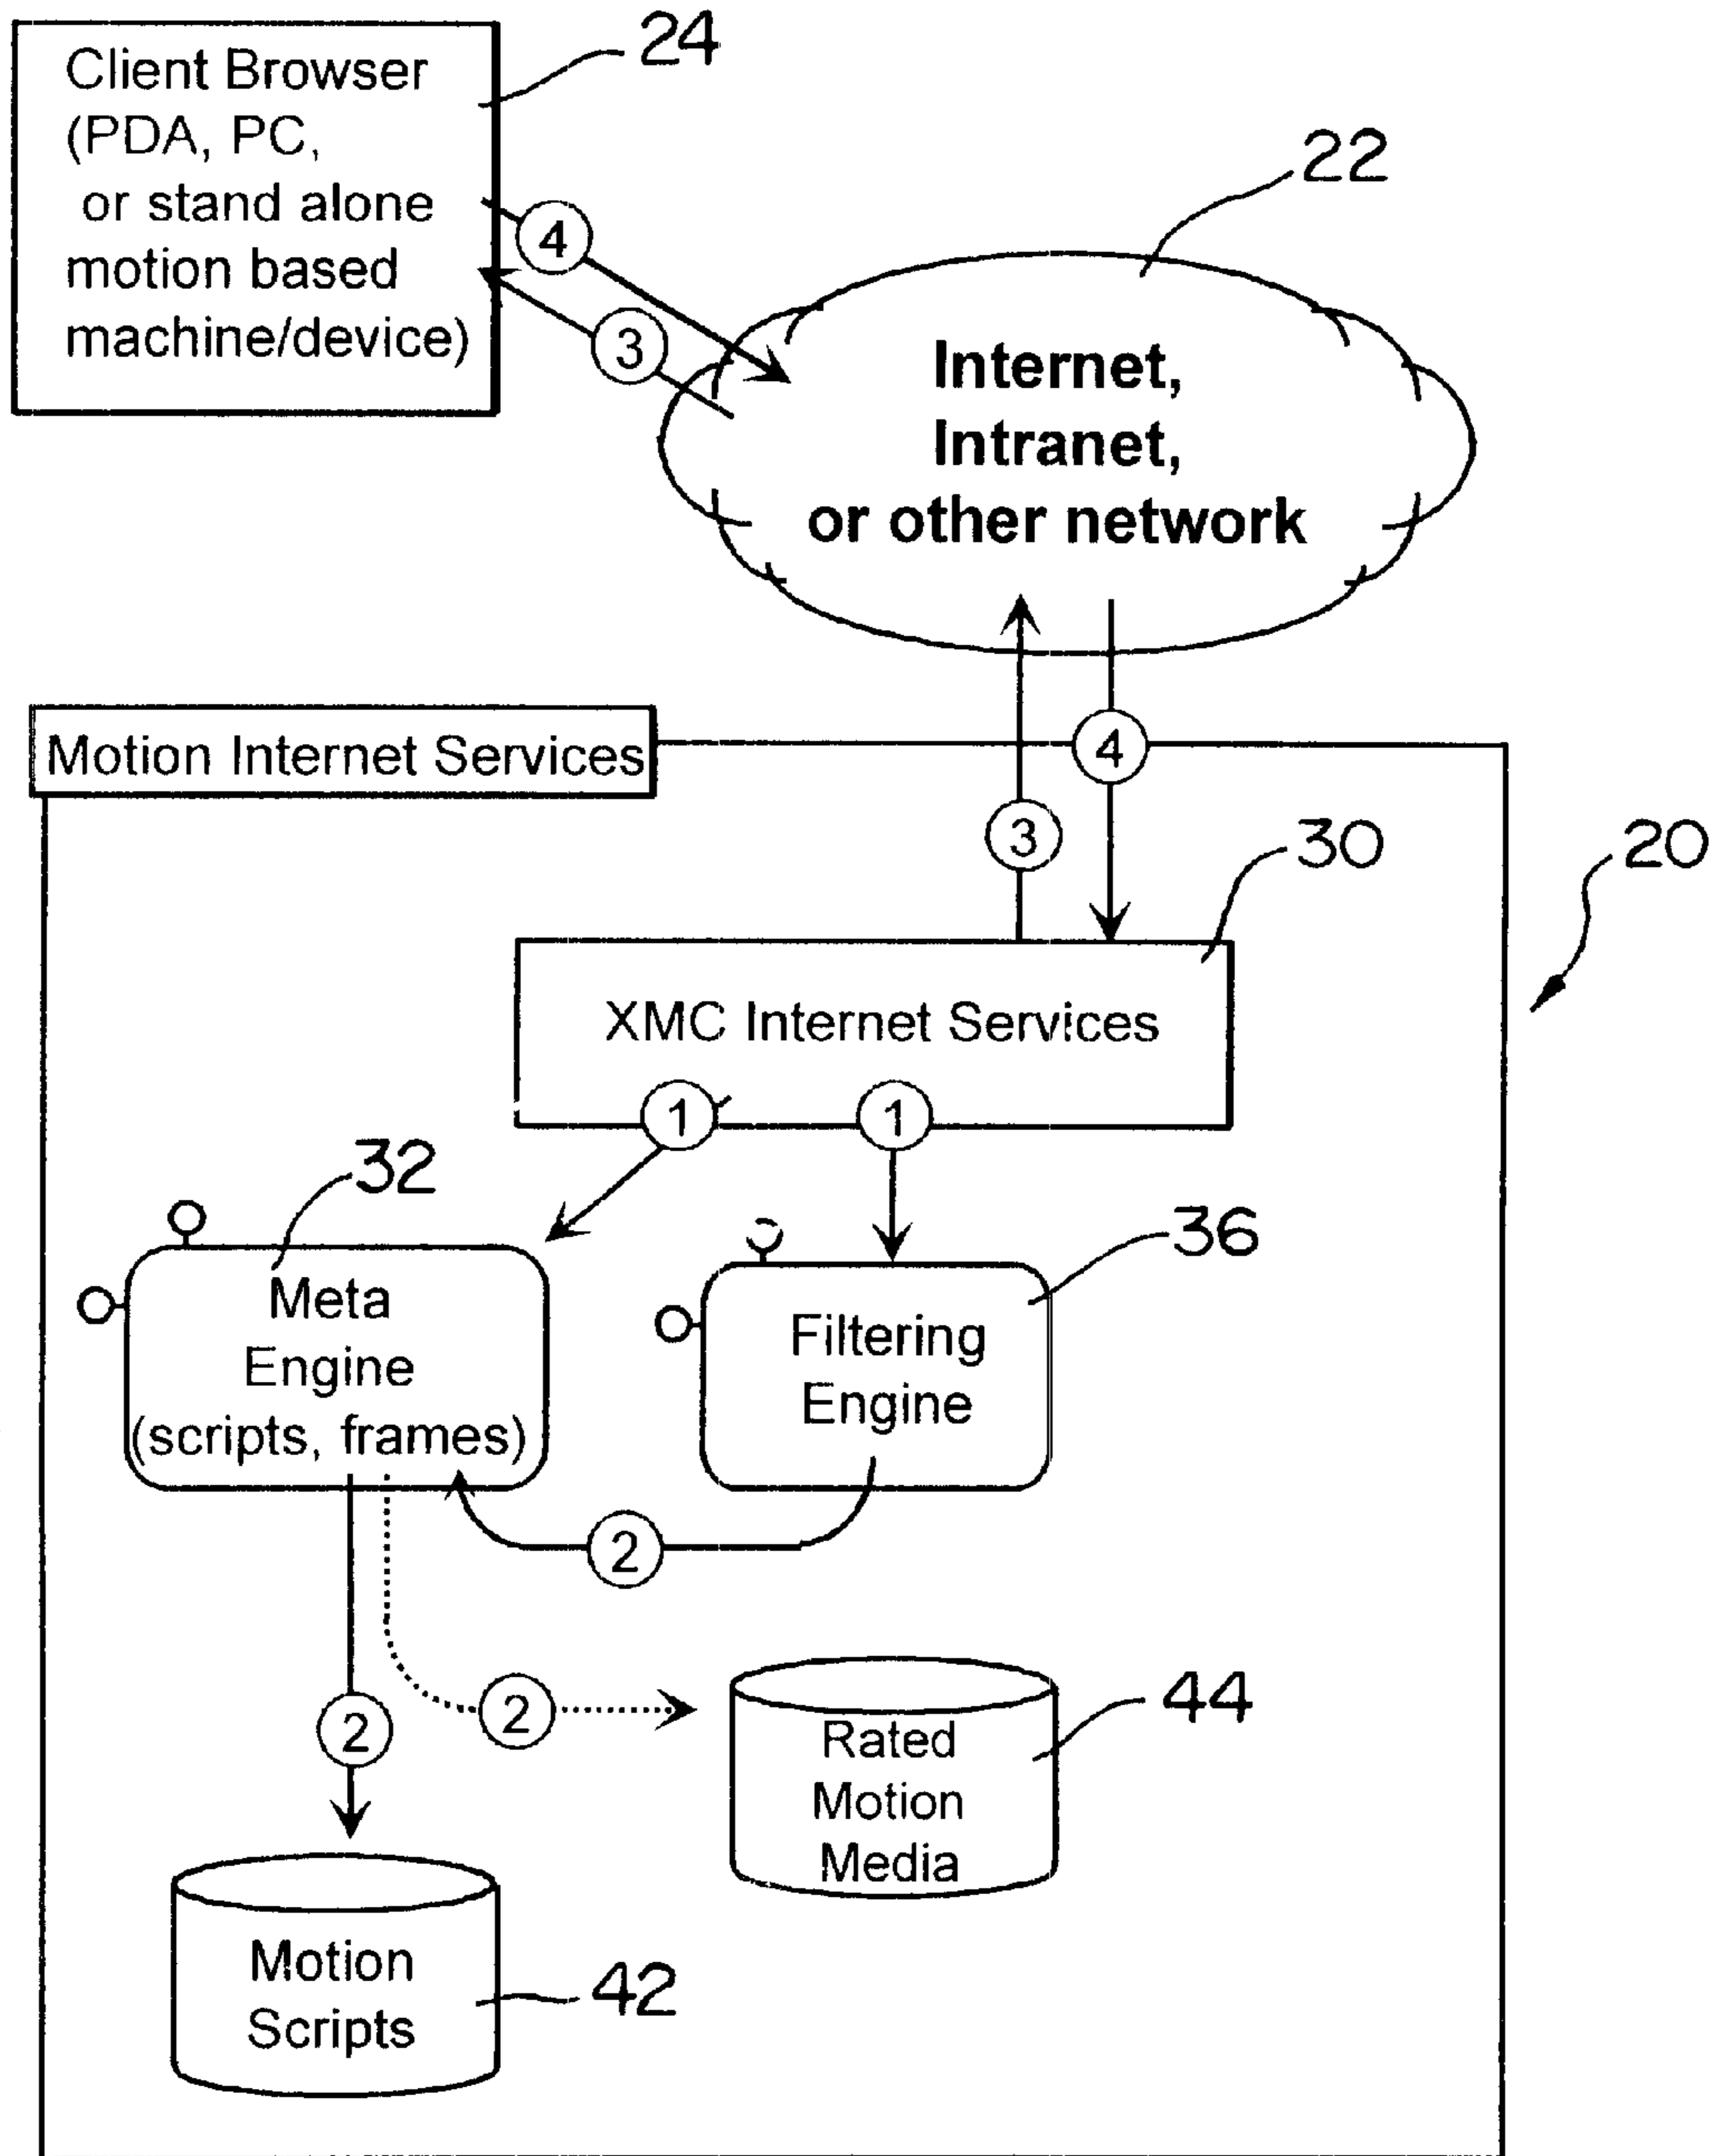 Client Browser
(PDA, PC,
or stand alone
motion based
machine/device)
24
22
4
3
Internet,
Intranet,
or other network
Motion Internet Services
4
3
30
20
XMC Internet Services
1
1
32
36
Meta
Engine
(scripts, frames)
Filtering
Engine
2
2
2
44
Rated
Motion
Media
Motion
Scripts
42